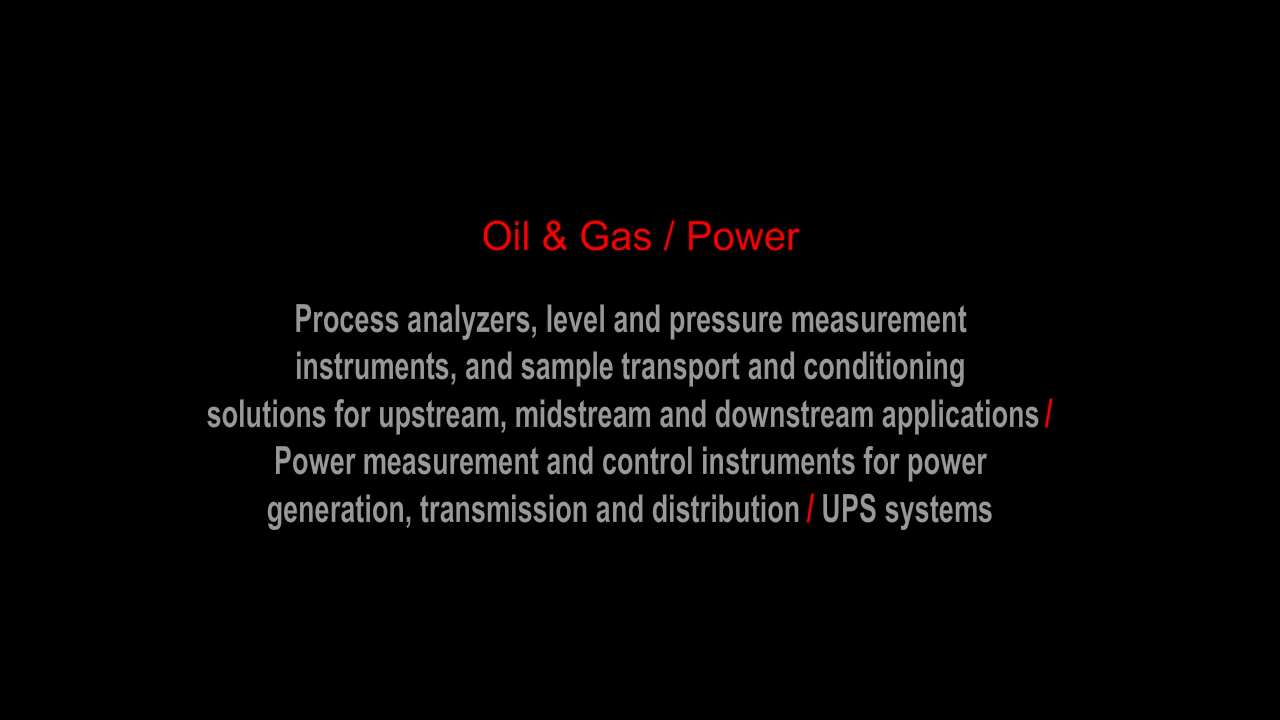 Oil & Gas / Power
Process analyzers, level and pressure measurement
instruments, and sample transport and conditioning
solutions for upstream, midstream and downstream applications /
Power measurement and control instruments for power
generation, transmission and distribution / UPS systems